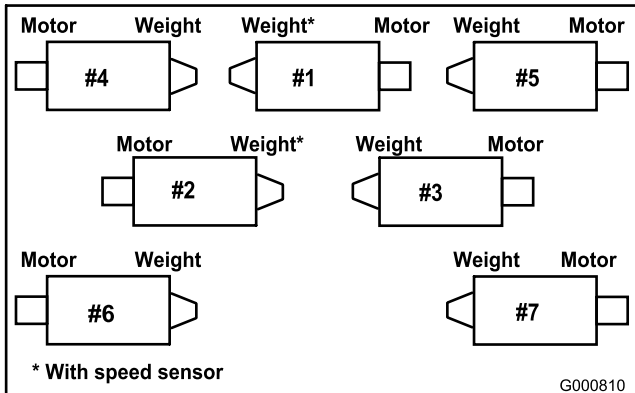 Motor Weight Weight* Motor Weight Motor
#4 #1 #5
Motor Weight* Weight Motor
#2 #3
Motor Weight Weight Motor
#6 #7
* With speed sensor
G000810